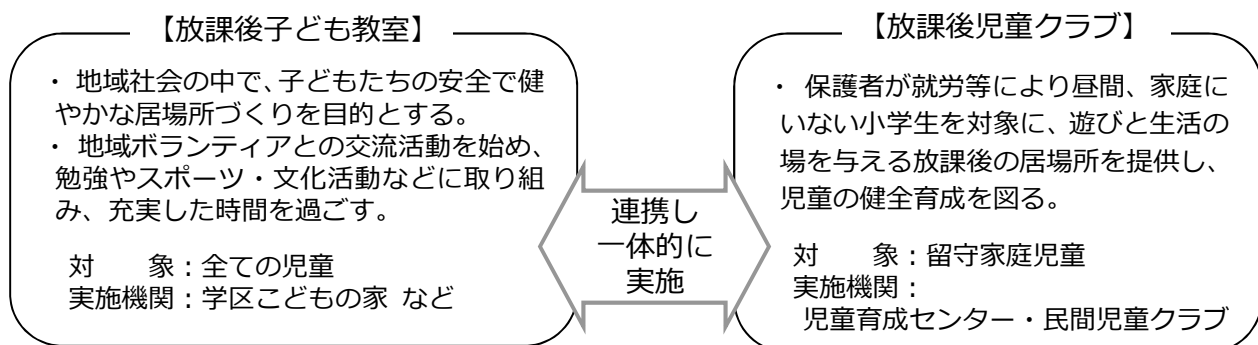 【放課後子ども教室】
・ 地域社会の中で、子どもたちの安全で健
やかな居場所づくりを目的とする。
・ 地域ボランティアとの交流活動を始め、
勉強やスポーツ・文化活動などに取り組
み、充実した時間を過ごす。
対　　象：全ての児童
実施機関：学区こどもの家 など
連携し
一体的に
実施
【放課後児童クラブ】
・ 保護者が就労等により昼間、家庭に
いない小学生を対象に、遊びと生活の
場を与える放課後の居場所を提供し、
児童の健全育成を図る。
対　　象：留守家庭児童
実施機関：
児童育成センター・民間児童クラブ